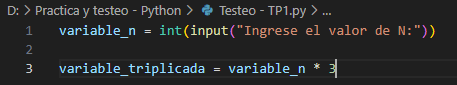 D: > Practica y testeo - Python > Testeo - TP1.py > ...
1 variable_n = int(input("Ingrese el valor de N:"))
2
3 variable_triplicada = variable_n * 3